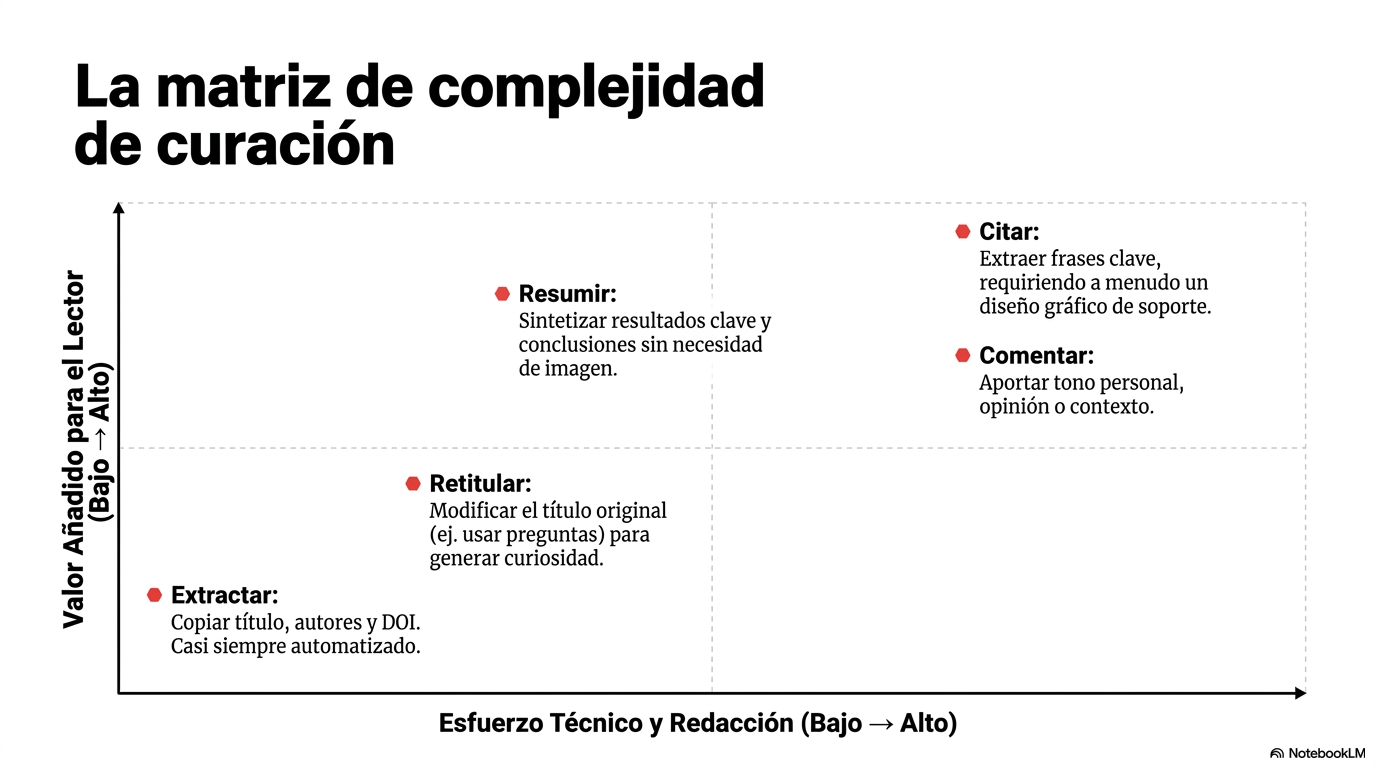 La matriz de complejidad
de curación
Valor Añadido para el Lector
(Bajo → Alto)
Citar:
Extraer frases clave,
requiriendo a menudo un
diseño gráfico de soporte.
Resumir:
Sintetizar resultados clave y
conclusiones sin necesidad
de imagen.
Comentar:
Aportar tono personal,
opinión o contexto.
Retitular:
Modificar el título original
(ej. usar preguntas) para
generar curiosidad.
Extractar:
Copiar título, autores y DOI.
Casi siempre automatizado.
Esfuerzo Técnico y Redacción (Bajo → Alto)
NotebookLM